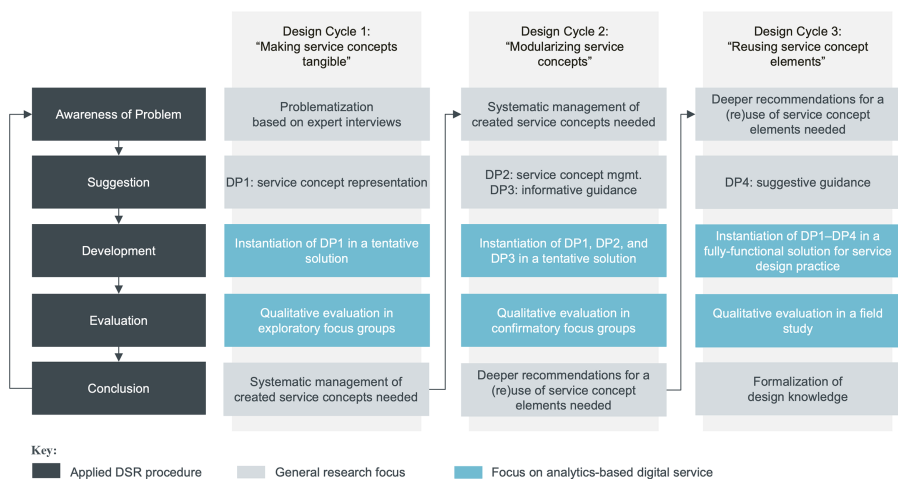 Design Cycle 1:
“Making service concepts
tangible”
Design Cycle 2:
“Modularizing service
concepts”
Design Cycle 3:
“Reusing service concept
elements”
Awareness of Problem
Problematization
based on expert interviews
Systematic management of
created service concepts needed
Deeper recommendations for a
(re)use of service concept
elements needed
Suggestion
DP1: service concept representation
DP2: service concept mgmt.
DP3: informative guidance
DP4: suggestive guidance
Development
Instantiation of DP1 in a tentative
solution
Instantiation of DP1, DP2, and
DP3 in a tentative solution
Instantiation of DP1–DP4 in a
fully-functional solution for service
design practice
Evaluation
Qualitative evaluation in
exploratory focus groups
Qualitative evaluation in
confirmatory focus groups
Qualitative evaluation in a field
study
Conclusion
Systematic management of
created service concepts needed
Deeper recommendations for a
(re)use of service concept
elements needed
Formalization of
design knowledge
Key:
Applied DSR procedure
General research focus
Focus on analytics-based digital service